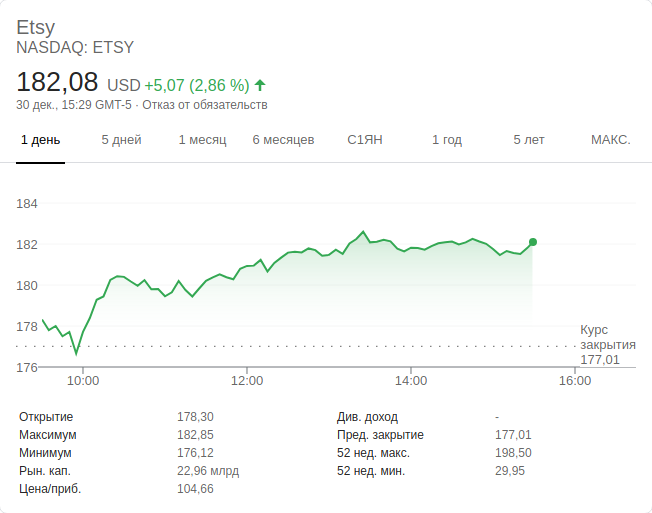 Etsy
NASDAQ: ETSY
182,08 USD +5,07 (2,86 %) ↑
30 дек., 15:29 GMT-5 · Отказ от обязательств
1 день 5 дней 1 месяц 6 месяцев С1ЯН 1 год 5 лет МАКС.
184
182
180
178
176
Курс
закрытия
177,01
10:00 12:00 14:00 16:00
Открытие 178,30 Див. доход -
Максимум 182,85 Пред. закрытие 177,01
Минимум 176,12 52 нед. макс. 198,50
Рын. кап. 22,96 млрд 52 нед. мин. 29,95
Цена/приб. 104,66